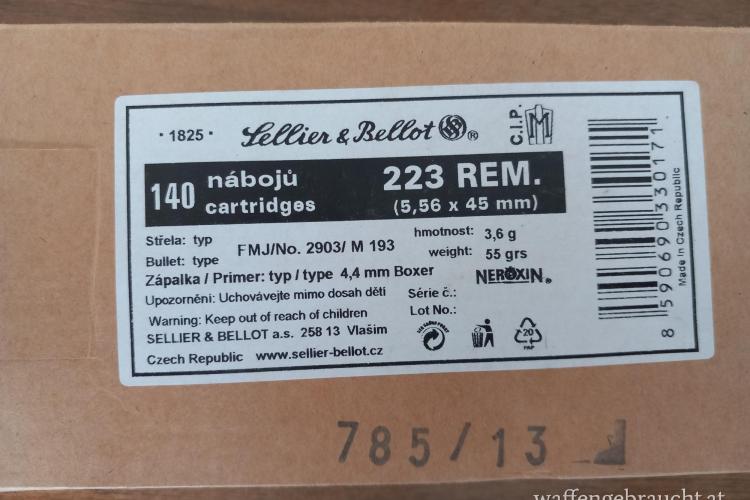 · 1825 · Sellier & Bellot ®
C.I.P.
140 nábojů 223 REM.
cartridges (5,56 x 45 mm)
Střela: typ FMJ/No. 2903/ M 193 hmotnost: 3,6 g
Bullet: type weight: 55 grs
Zápalka / Primer: typ / type 4,4 mm Boxer NEROXIN®
Upozornění: Uchovávejte mimo dosah dětí Série č.:
Warning: Keep out of reach of children Lot No.:
SELLIER & BELLOT a.s. 258 13 Vlašim
Czech Republic www.sellier-bellot.cz
20
PAP
8 590690 330171
Made in Czech Republic
785/13
waffengebraucht.at